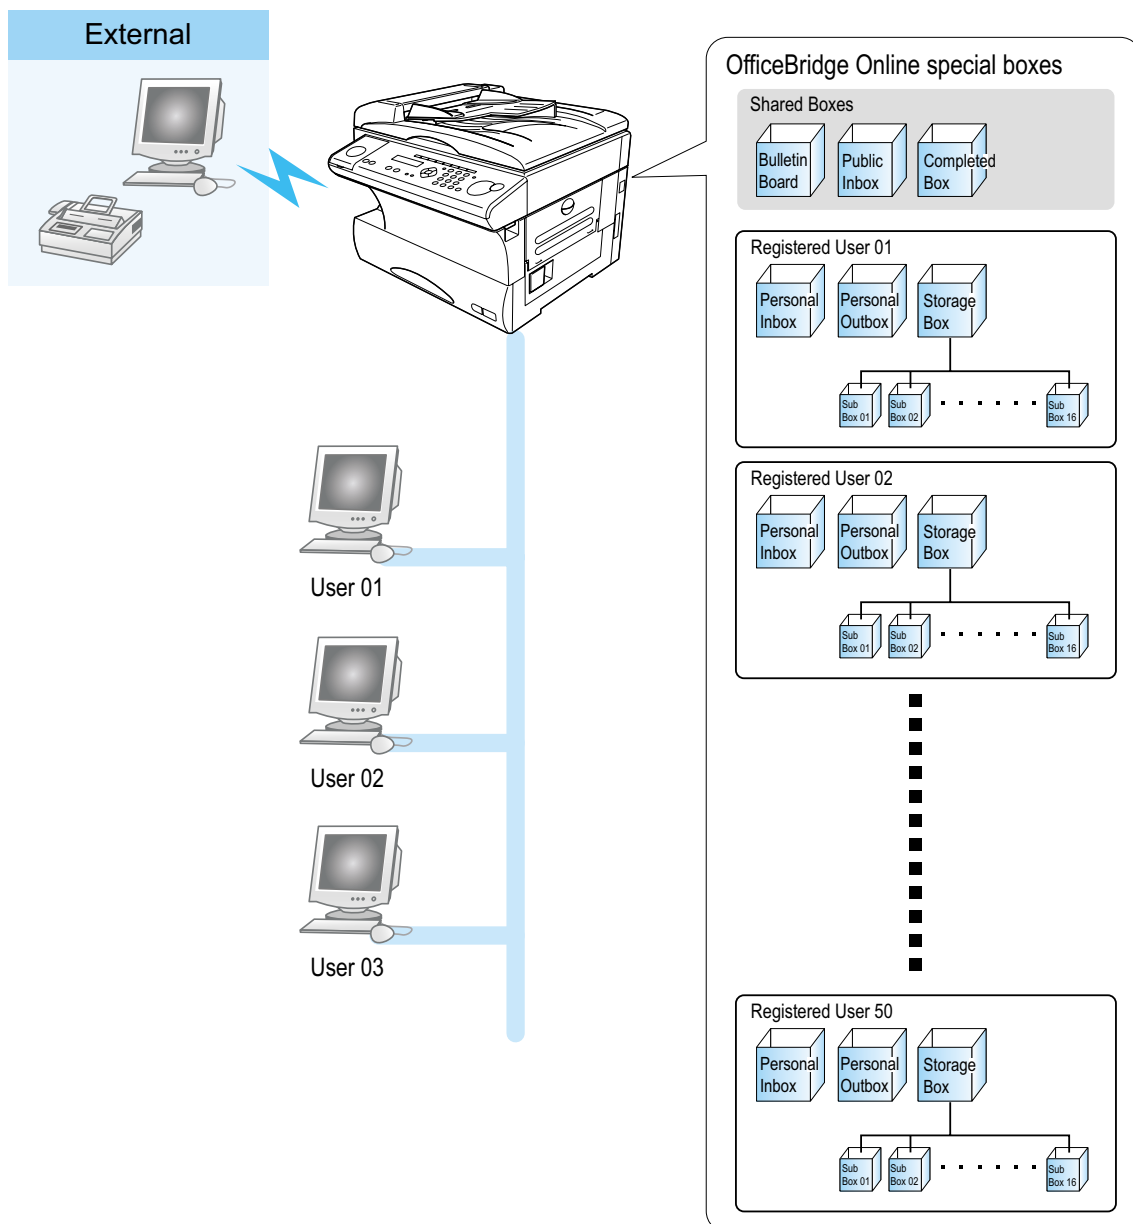 External
OfficeBridge Online special boxes
Shared Boxes
Bulletin
Board
Public
Inbox
Completed
Box
Registered User 01
Personal
Inbox
Personal
Outbox
Storage
Box
Sub
Box 01
Sub
Box 02
Sub
Box 16
Registered User 02
Personal
Inbox
Personal
Outbox
Storage
Box
Sub
Box 01
Sub
Box 02
Sub
Box 16
User 01
User 02
User 03
Registered User 50
Personal
Inbox
Personal
Outbox
Storage
Box
Sub
Box 01
Sub
Box 02
Sub
Box 16